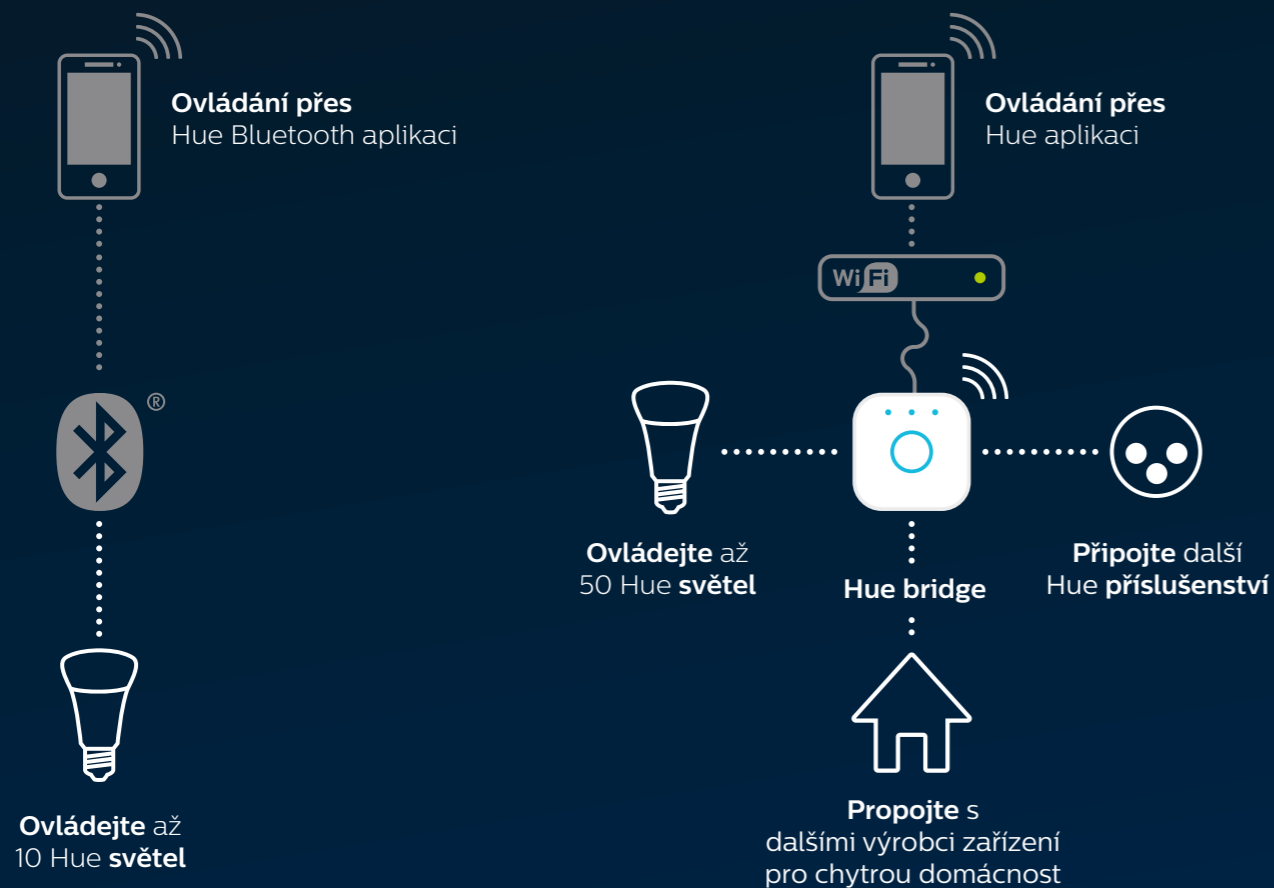 Ovládání přes
Hue Bluetooth aplikaci
®
Ovládejte až
10 Hue světel
Ovládání přes
Hue aplikaci
WiFi
Ovládejte až
50 Hue světel
Hue bridge
Připojte další
Hue příslušenství
Propojte s
dalšími výrobci zařízení
pro chytrou domácnost